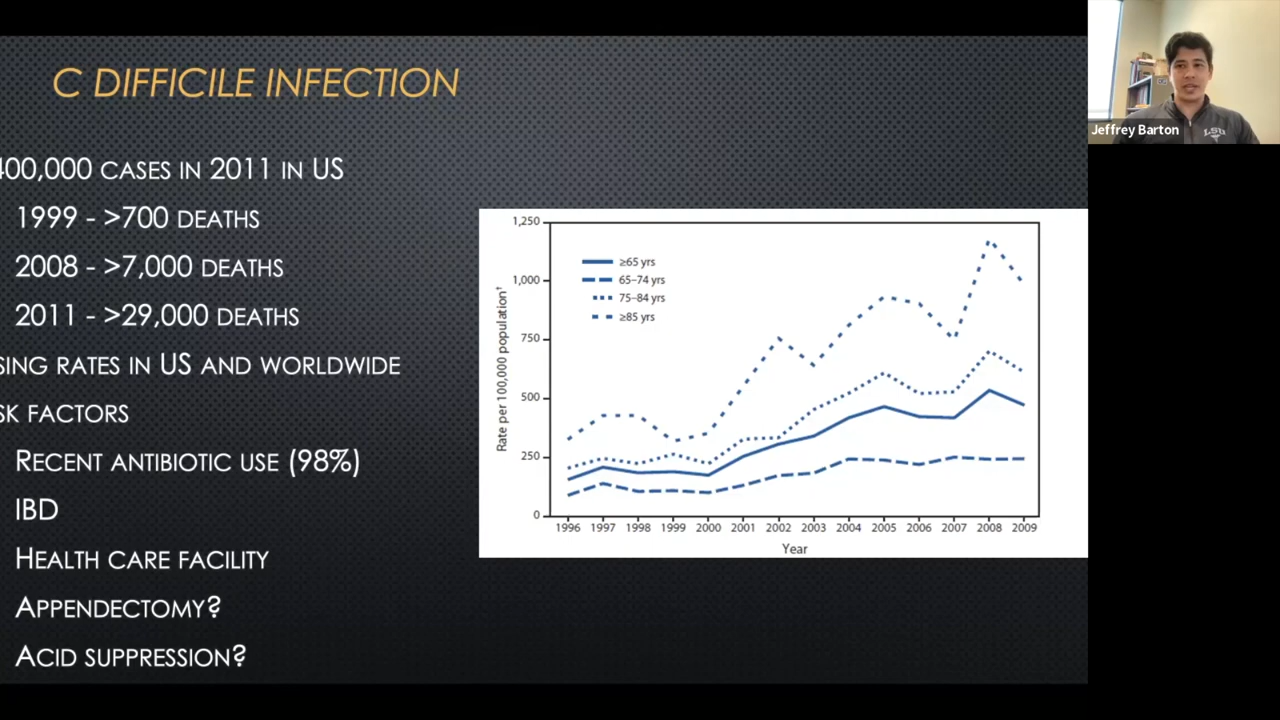 C DIFFICILE INFECTION
400,000 CASES IN 2011 IN US
1999 - >700 DEATHS
2008 - >7,000 DEATHS
2011 - >29,000 DEATHS
SING RATES IN US AND WORLDWIDE
SK FACTORS
RECENT ANTIBIOTIC USE (98%)
IBD
HEALTH CARE FACILITY
APPENDECTOMY?
ACID SUPPRESSION?
1,250
1,000
750
500
250
0
Rate per 100,000 population†
≥65 yrs
65–74 yrs
75–84 yrs
≥85 yrs
1996 1997 1998 1999 2000 2001 2002 2003 2004 2005 2006 2007 2008 2009
Year
Jeffrey Barton
LSU